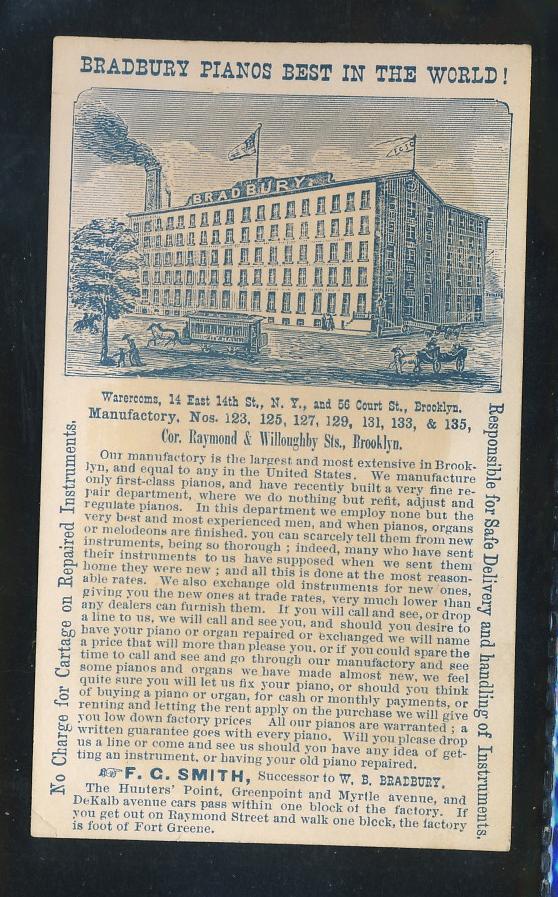 BRADBURY PIANOS BEST IN THE WORLD!
BRADBURY.
F.G.S.
CITY HALL
Warerooms, 14 East 14th St., N. Y., and 56 Court St., Brooklyn.
Manufactory, Nos. 123, 125, 127, 129, 131, 133, & 135,
Cor. Raymond & Willoughby Sts., Brooklyn.
Our manufactory is the largest and most extensive in Brook-
lyn, and equal to any in the United States. We manufacture
only first-class pianos, and have recently built a very fine re-
pair department, where we do nothing but refit, adjust and
regulate pianos. In this department we employ none but the
very best and most experienced men, and when pianos, organs
or melodeons are finished, you can scarcely tell them from new
instruments, being so thorough ; indeed, many who have sent
their instruments to us have supposed when we sent them
home they were new ; and all this is done at the most reason-
able rates. We also exchange old instruments for new ones,
giving you the new ones at trade rates, very much lower than
any dealers can furnish them. If you will call and see, or drop
a line to us, we will call and see you, and should you desire to
have your piano or organ repaired or exchanged we will name
a price that will more than please you, or if you could spare the
time to call and see and go through our manufactory and see
some pianos and organs we have made almost new, we feel
quite sure you will let us fix your piano, or should you think
of buying a piano or organ, for cash or monthly payments, or
renting and letting the rent apply on the purchase we will give
you low down factory prices All our pianos are warranted ; a
written guarantee goes with every piano. Will you please drop
us a line or come and see us should you have any idea of get-
ting an instrument, or having your old piano repaired.
☞F. G. SMITH, Successor to W. B. BRADBURY.
The Hunters' Point, Greenpoint and Myrtle avenue, and
DeKalb avenue cars pass within one block of the factory. If
you get out on Raymond Street and walk one block, the factory
is foot of Fort Greene.
No Charge for Cartage on Repaired Instruments.
Responsible for Safe Delivery and handling of Instruments.